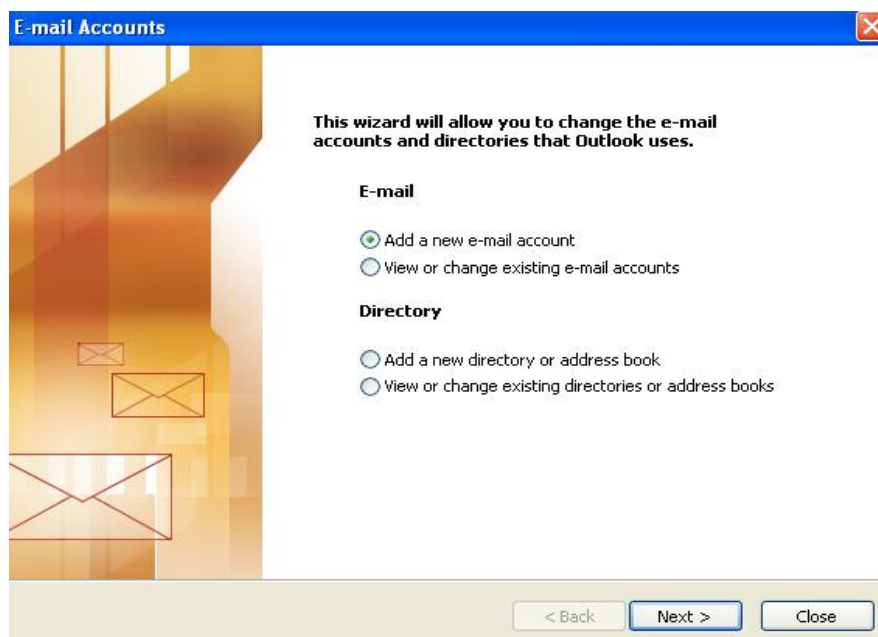 E-mail Accounts
This wizard will allow you to change the e-mail
accounts and directories that Outlook uses.
E-mail
Add a new e-mail account
View or change existing e-mail accounts
Directory
Add a new directory or address book
View or change existing directories or address books
< Back Next > Close